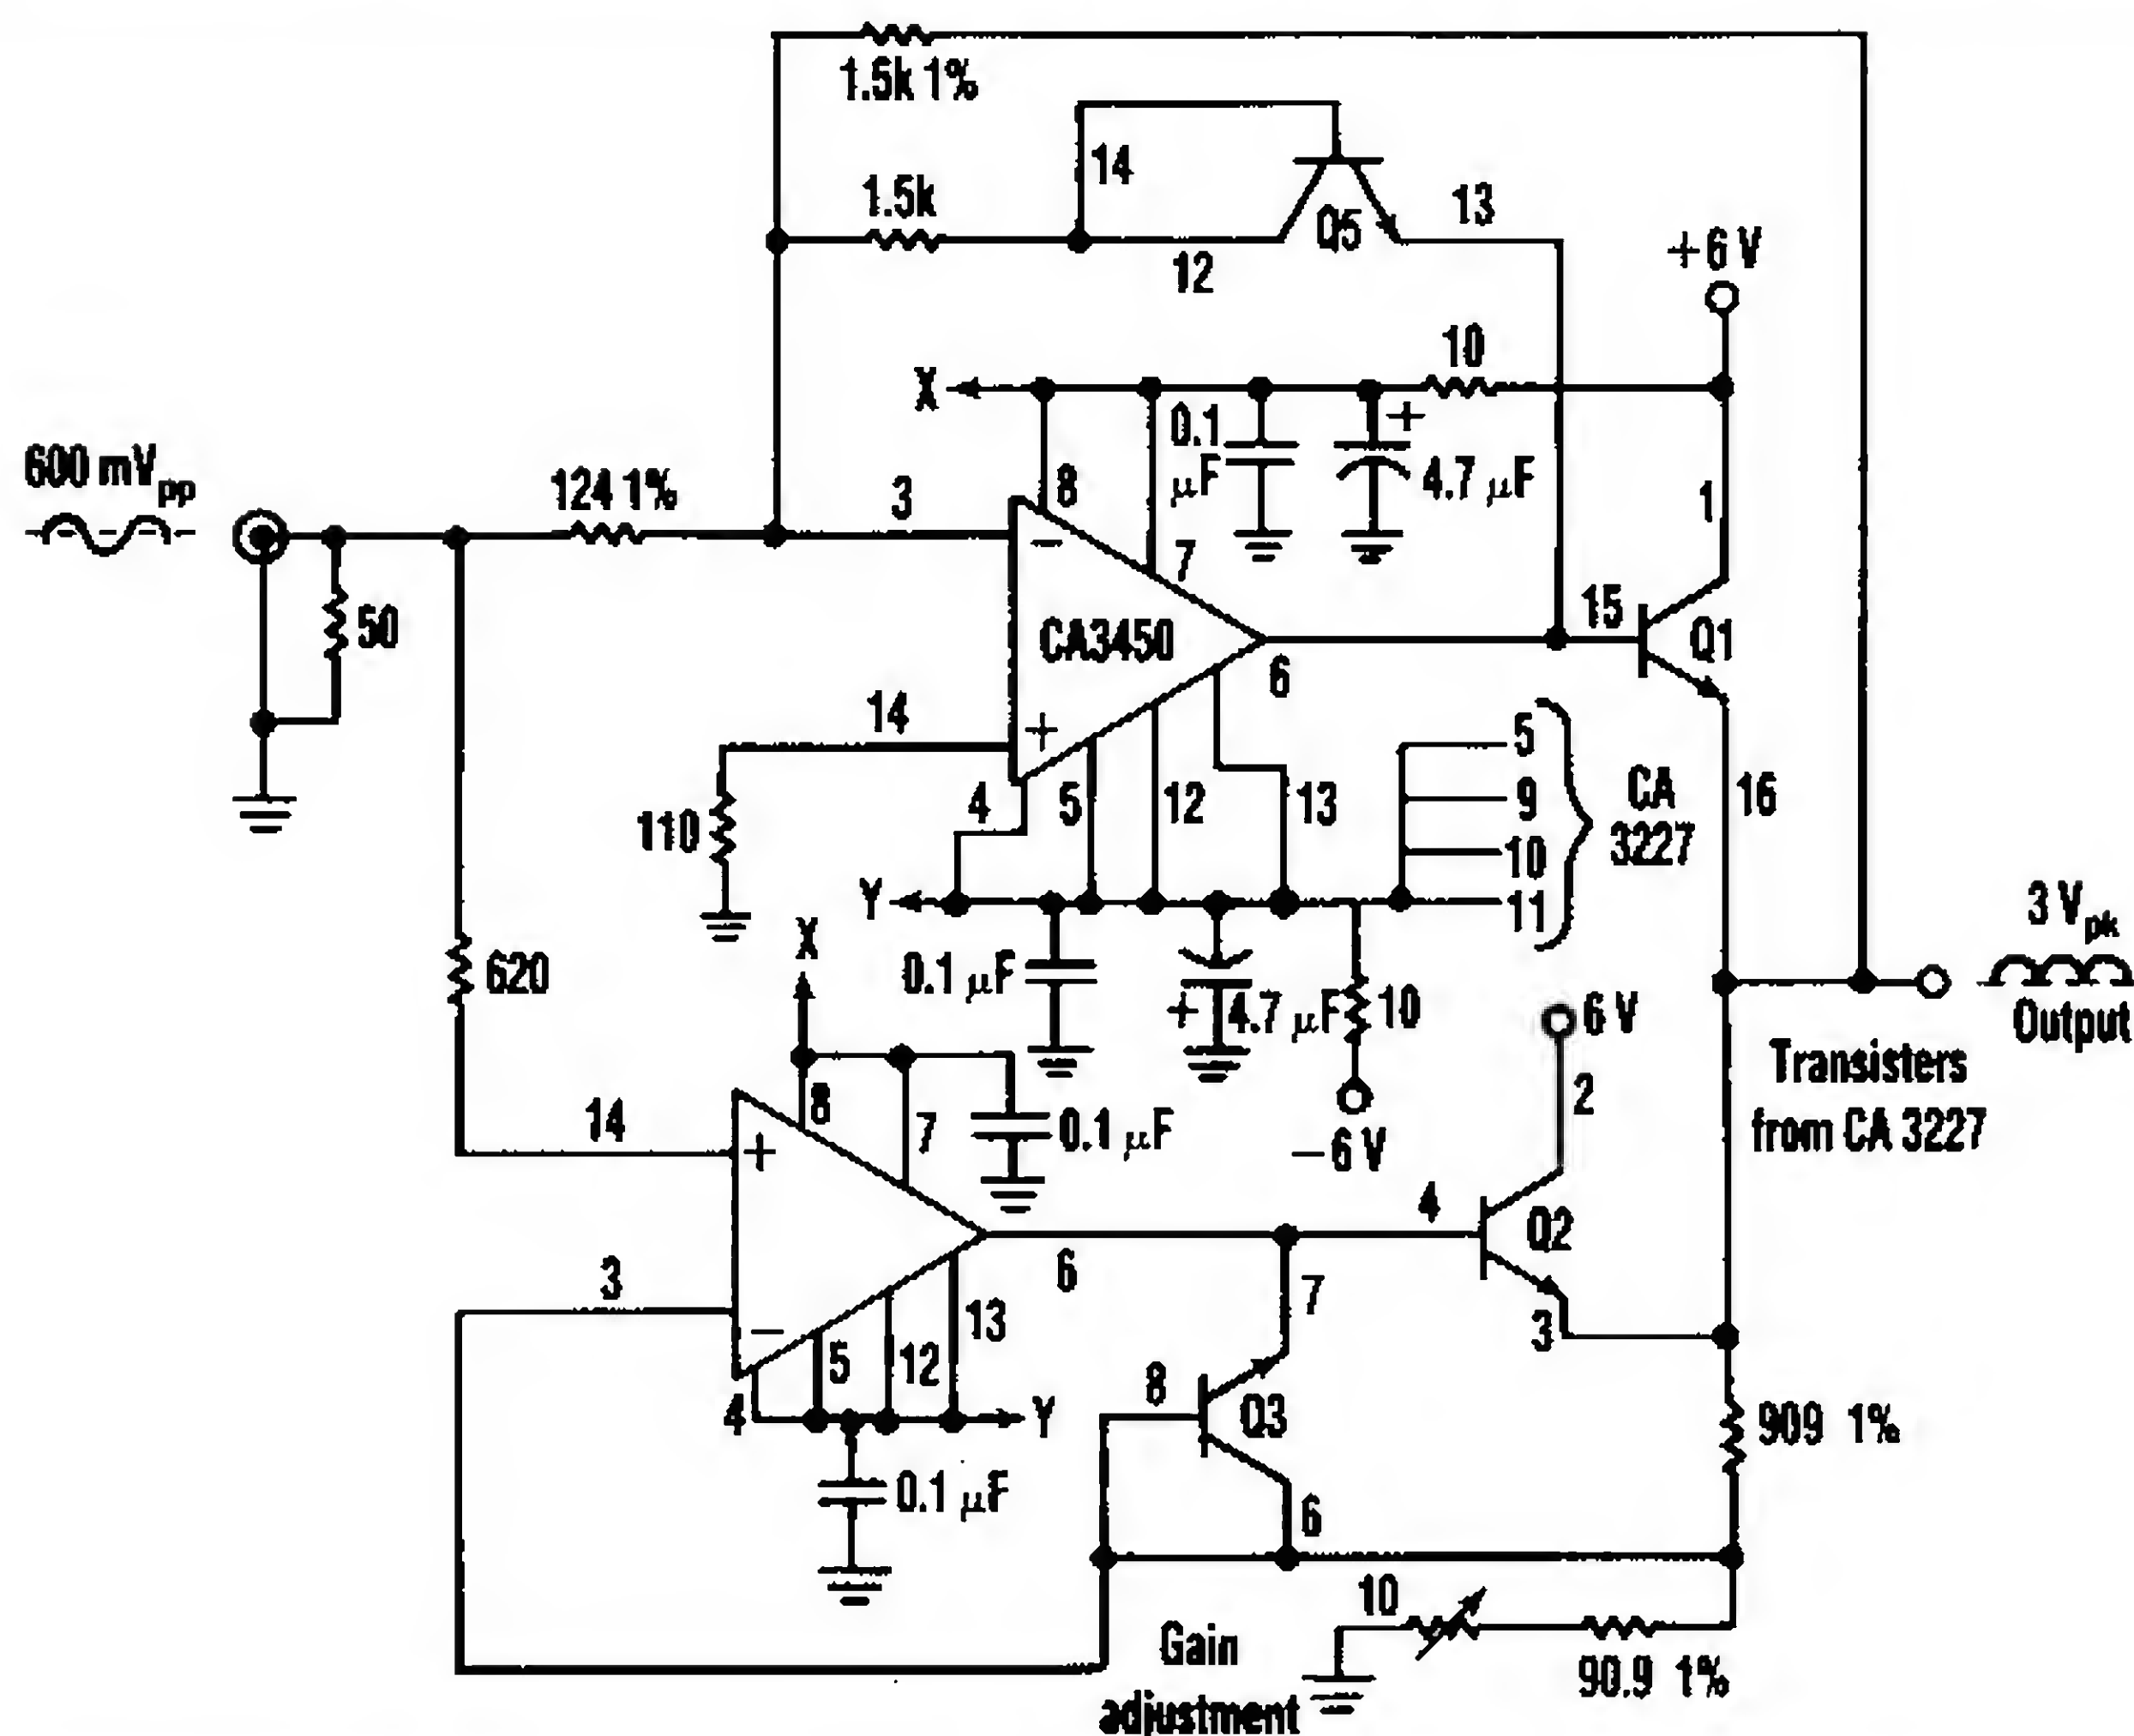 1.5k 1%
14
1.5k
Q5
13
12
+6 V
10
X
0.1
µF
+
4.7 µF
600 mVpp
124 1%
3
8
7
1
50
−
CA3450
6
15
Q1
14
+
5
9
10
11
CA
3227
16
110
4
5
12
13
Y
X
0.1 µF
+
4.7 µF
10
−6 V
6 V
2
3 Vpk
Output
Transisters
from CA 3227
620
14
+
8
7
0.1 µF
4
Q2
3
6
7
3
−
5
12
13
4
Y
8
Q3
6
909 1%
0.1 µF
10
Gain
adjustment
90.9 1%